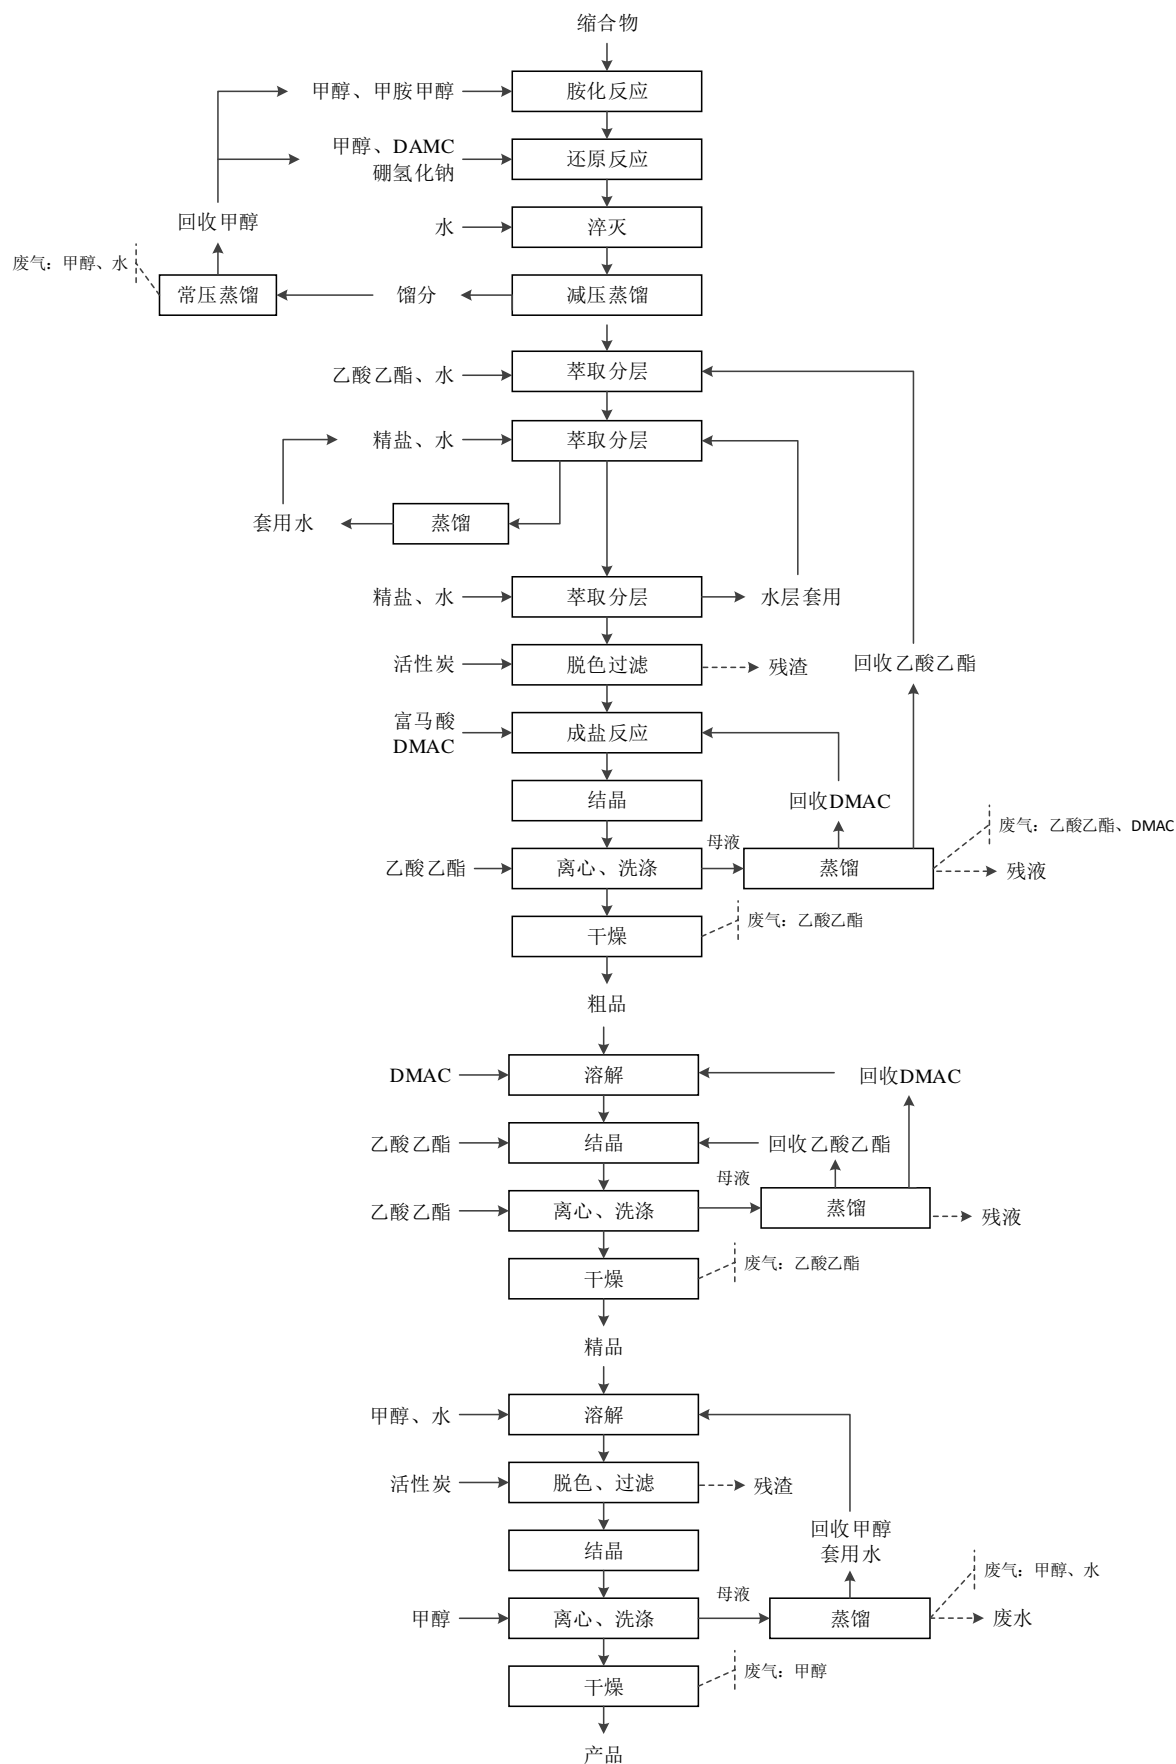 缩合物
甲醇、甲胺甲醇
胺化反应
甲醇、DAMC
硼氢化钠
还原反应
回收甲醇
水
淬灭
废气：甲醇、水
常压蒸馏
馏分
减压蒸馏
乙酸乙酯、水
萃取分层
精盐、水
萃取分层
套用水
蒸馏
精盐、水
萃取分层
水层套用
活性炭
脱色过滤
残渣
回收乙酸乙酯
富马酸
DMAC
成盐反应
结晶
回收DMAC
废气：乙酸乙酯、DMAC
乙酸乙酯
离心、洗涤
母液
蒸馏
残液
干燥
废气：乙酸乙酯
粗品
DMAC
溶解
回收DMAC
乙酸乙酯
结晶
回收乙酸乙酯
乙酸乙酯
离心、洗涤
母液
蒸馏
残液
干燥
废气：乙酸乙酯
精品
甲醇、水
溶解
活性炭
脱色、过滤
残渣
结晶
回收甲醇
套用水
废气：甲醇、水
甲醇
离心、洗涤
母液
蒸馏
废水
干燥
废气：甲醇
产品